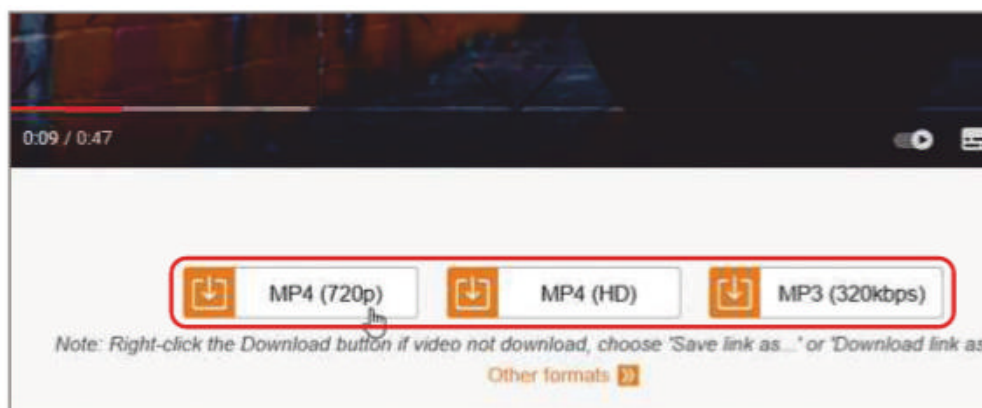 0:09 / 0:47
MP4 (720p) MP4 (HD) MP3 (320kbps)
Note: Right-click the Download button if video not download, choose 'Save link as...' or 'Download link as
Other formats